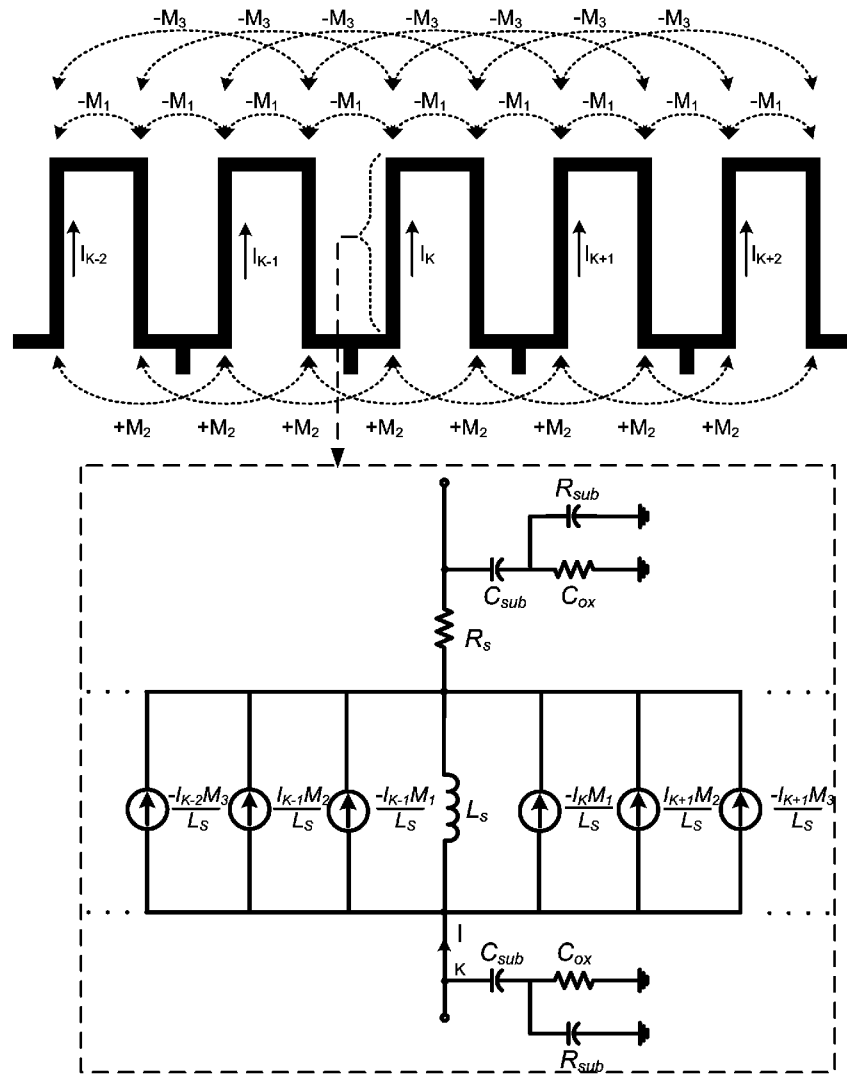 -M3 -M3 -M3 -M3 -M3 -M3 -M3
-M1 -M1 -M1 -M1 -M1 -M1 -M1 -M1 -M1
IK-2 IK-1 IK IK+1 IK+2
+M2 +M2 +M2 +M2 +M2 +M2 +M2 +M2
Rsub
Csub Cox
Rs
-IK-2M3 IK-1M2 -IK-1M1 Ls -IKM1 IK+1M2 -IK+1M3
LS LS LS LS LS LS
I
K
Csub Cox
Rsub